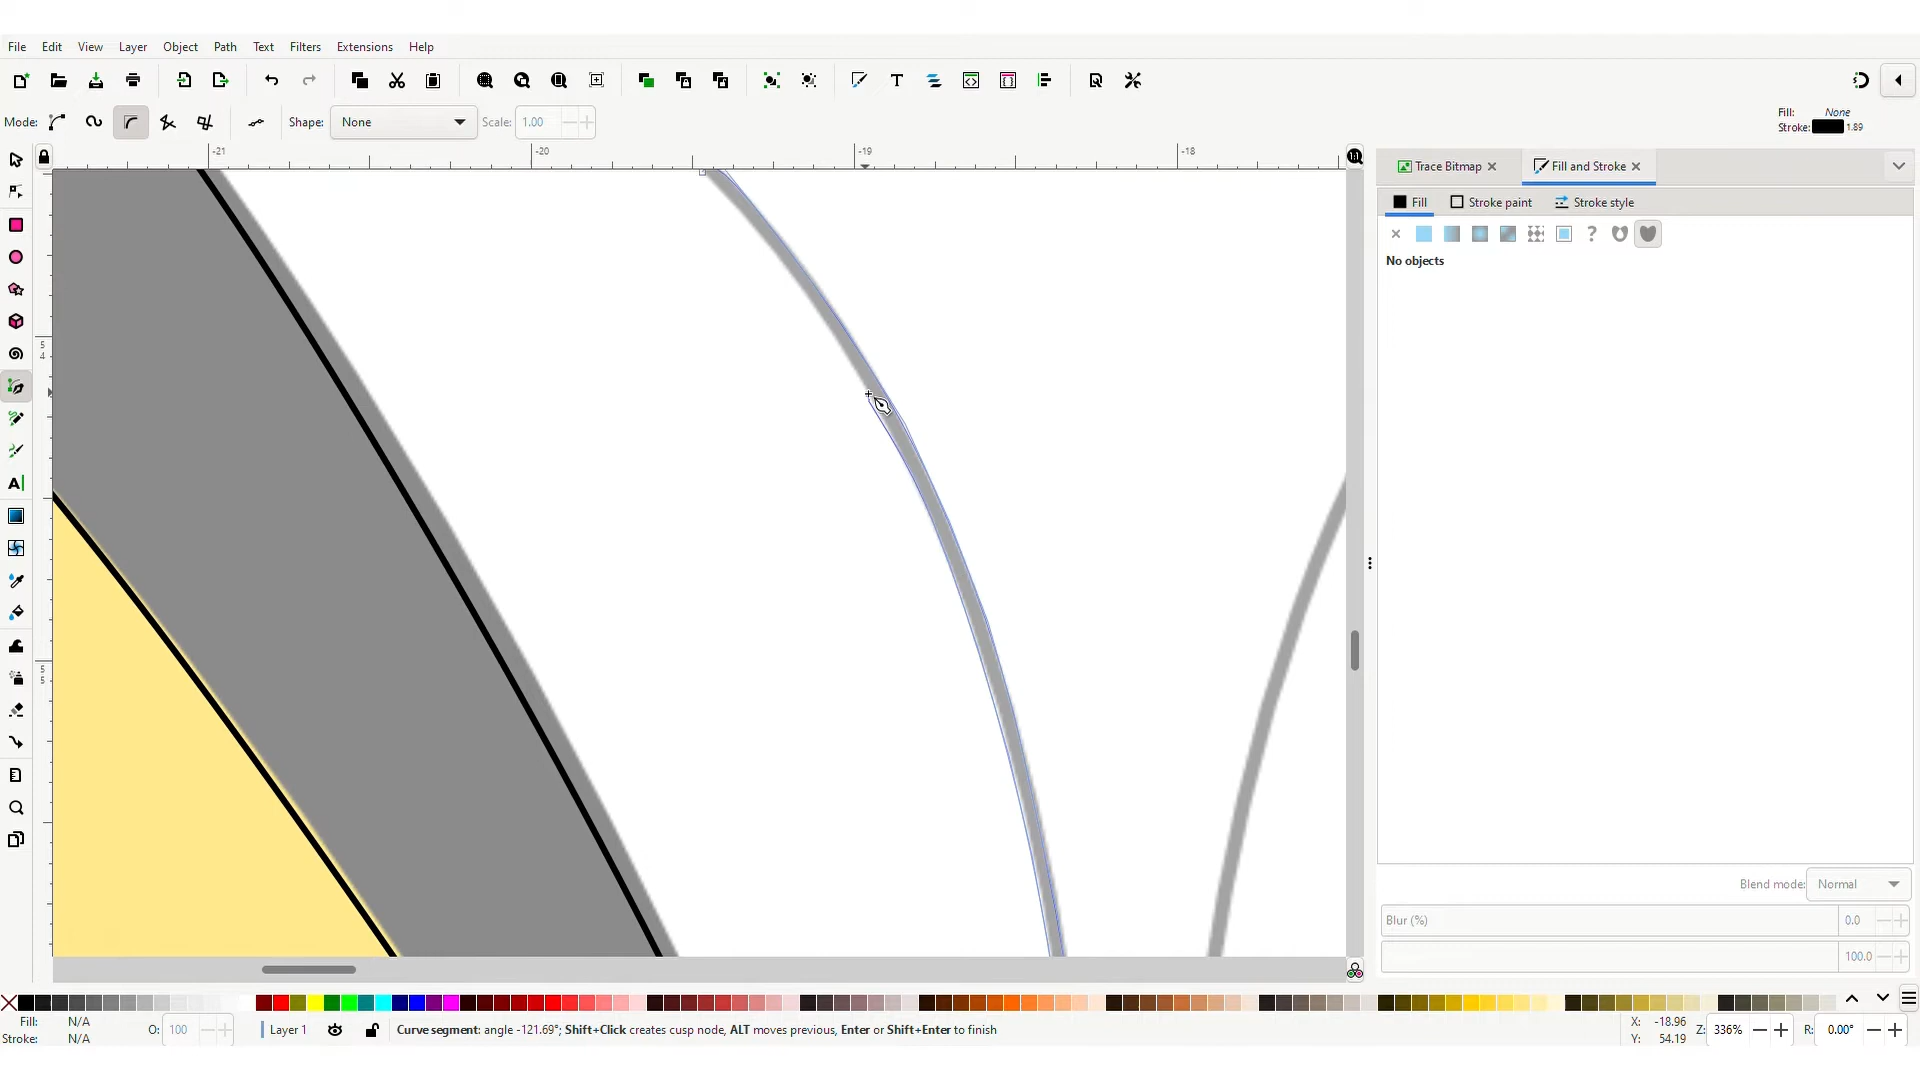 File Edit View Layer Object Path Text Filters Extensions Help
Mode: Shape: None Scale: 1.00
Fill: None
Stroke: 1.89
-21 -20 -19 -18
Trace Bitmap Fill and Stroke
Fill Stroke paint Stroke style
No objects
5
4
5
5
Blend mode: Normal
Blur (%) 0.0
100.0
Fill: N/A
Stroke: N/A
O: 100
Layer 1
Curve segment: angle -121.69°; Shift+Click creates cusp node, ALT moves previous, Enter or Shift+Enter to finish
X: -18.96
Y: 54.19
Z: 336%
R: 0.00°